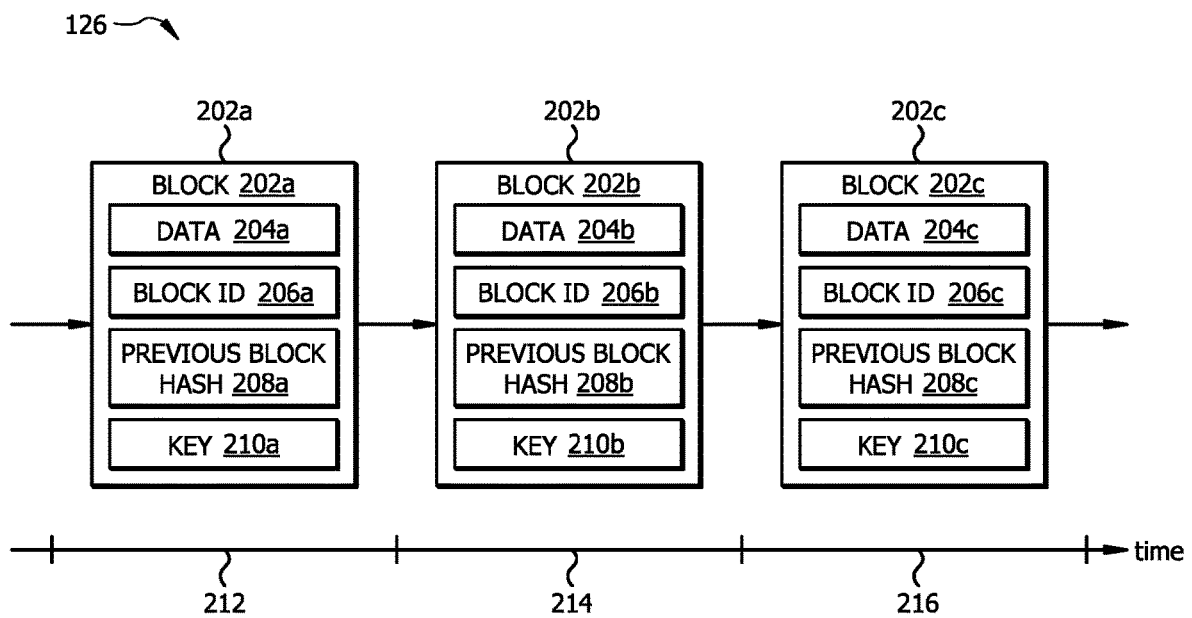 126
202a 202b 202c
BLOCK 202a
DATA 204a
BLOCK ID 206a
PREVIOUS BLOCK
HASH 208a
KEY 210a
BLOCK 202b
DATA 204b
BLOCK ID 206b
PREVIOUS BLOCK
HASH 208b
KEY 210b
BLOCK 202c
DATA 204c
BLOCK ID 206c
PREVIOUS BLOCK
HASH 208c
KEY 210c
time
212 214 216